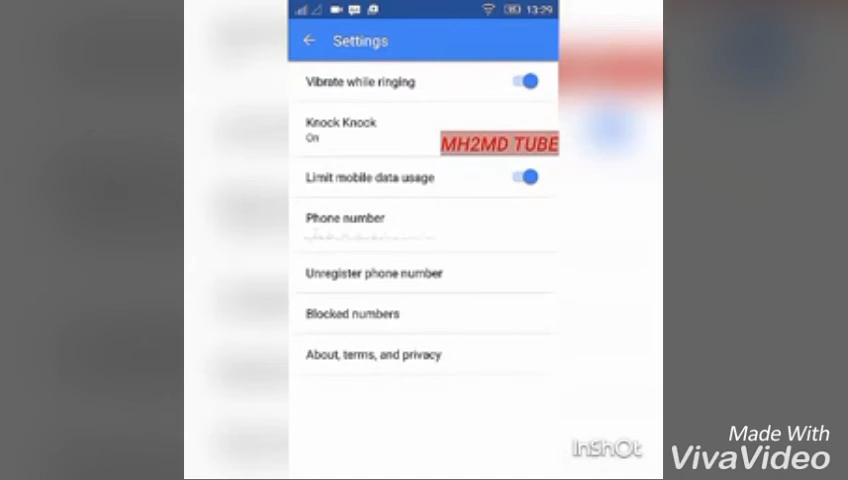 13:29
Settings
Vibrate while ringing
Knock Knock
On
MH2MD TUBE
Limit mobile data usage
Phone number
Unregister phone number
Blocked numbers
About, terms, and privacy
InShOt
Made With
VivaVideo